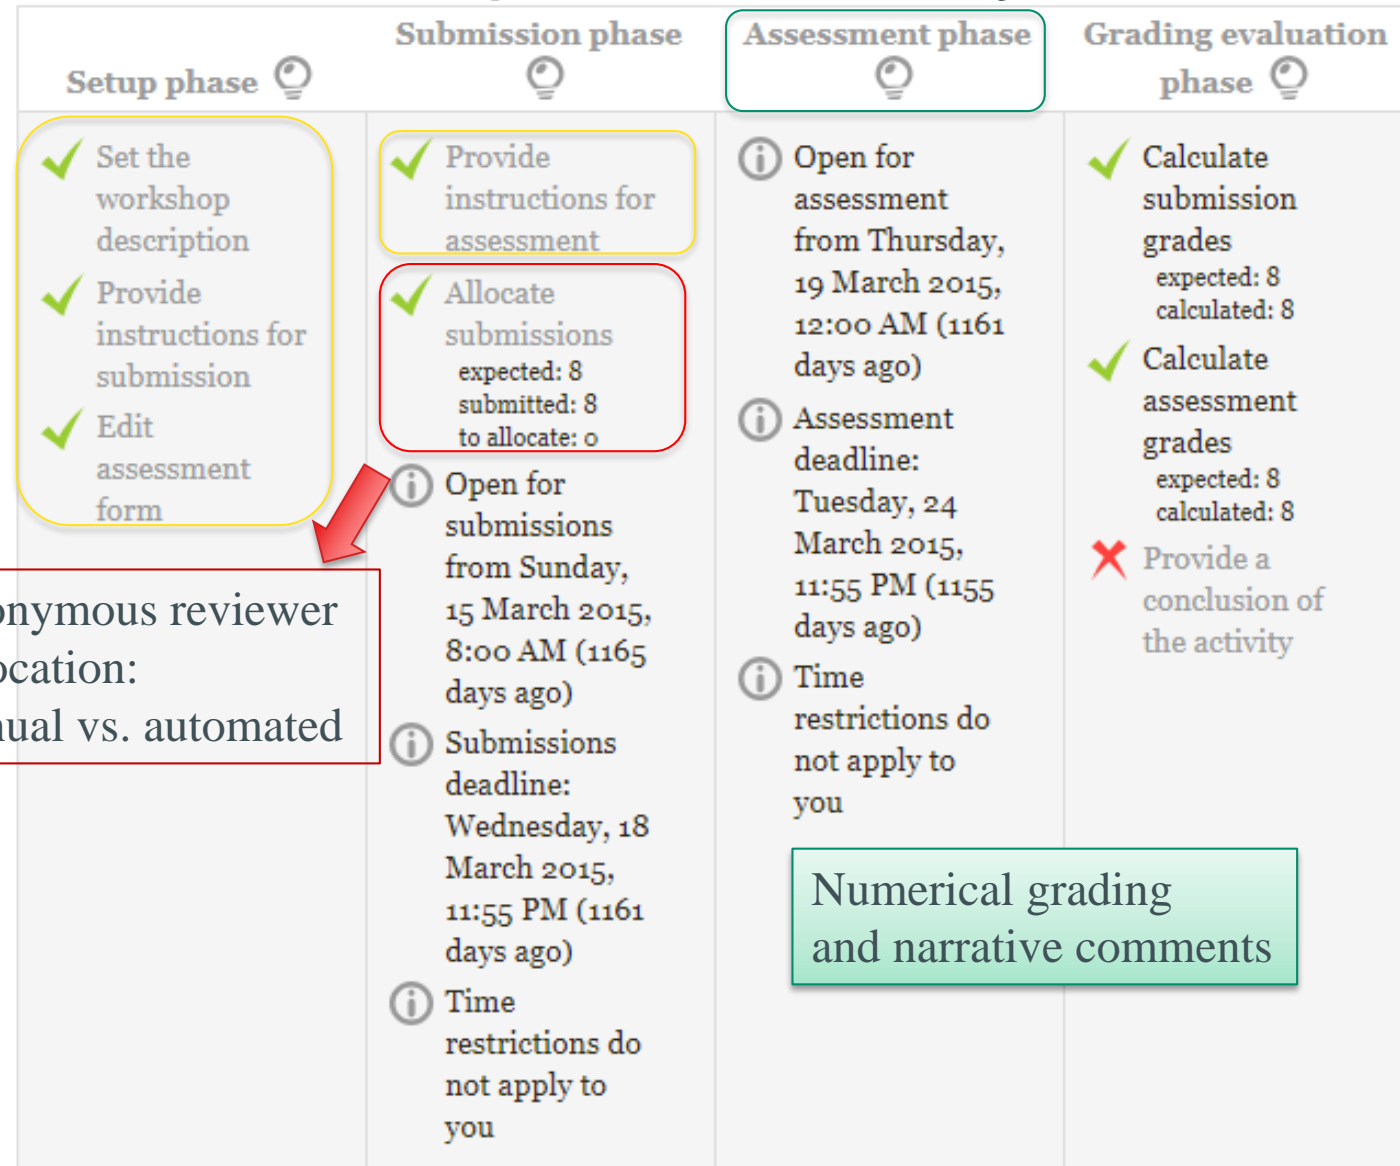 Setup phase
Set the
workshop
description
Provide
instructions for
submission
Edit
assessment
form
Submission phase
Provide
instructions for
assessment
Allocate
submissions
expected: 8
submitted: 8
to allocate: 0
Open for
submissions
from Sunday,
15 March 2015,
8:00 AM (1165
days ago)
Submissions
deadline:
Wednesday, 18
March 2015,
11:55 PM (1161
days ago)
Time
restrictions do
not apply to
you
Assessment phase
Open for
assessment
from Thursday,
19 March 2015,
12:00 AM (1161
days ago)
Assessment
deadline:
Tuesday, 24
March 2015,
11:55 PM (1155
days ago)
Time
restrictions do
not apply to
you
Grading evaluation
phase
Calculate
submission
grades
expected: 8
calculated: 8
Calculate
assessment
grades
expected: 8
calculated: 8
Provide a
conclusion of
the activity
reviewer
vs. automated
Numerical grading
and narrative comments